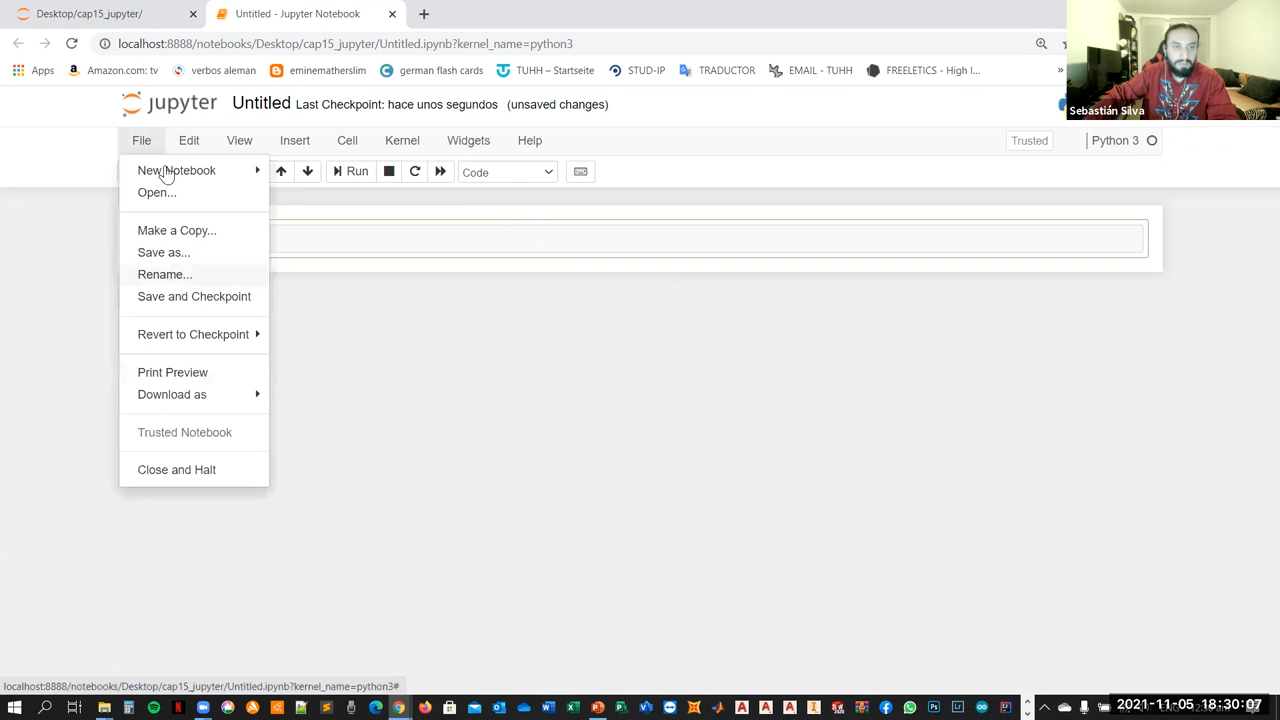 Desktop/cap15_jupyter/
Untitled - Jupyter Notebook
localhost:8888/notebooks/Desktop/cap15_jupyter/Untitled.ipynb?kernel_name=python3
Apps Amazon.com: tv verbos aleman eminematherslim german flash cards TUHH – Startseite STUD-IP TRADUCTOR EMAIL - TUHH FREELETICS - High I... »
Sebastián Silva
jupyter Untitled Last Checkpoint: hace unos segundos (unsaved changes)
File Edit View Insert Cell Kernel Widgets Help Trusted Python 3
New Notebook
Run Code
Open...
Make a Copy...
Save as...
Rename...
Save and Checkpoint
Revert to Checkpoint
Print Preview
Download as
Trusted Notebook
Close and Halt
localhost:8888/notebooks/Desktop/cap15_jupyter/Untitled.ipynb?kernel_name=python3#
2021-11-05 18:30:07